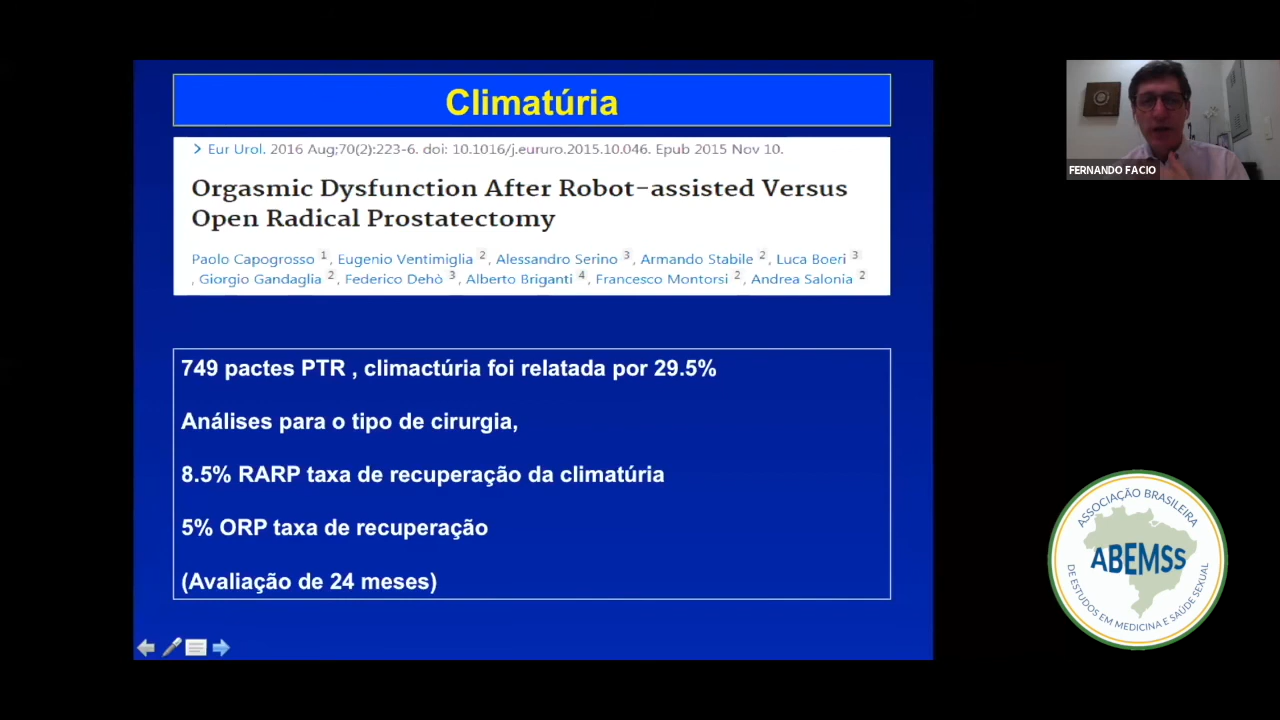 Climatúria
> Eur Urol. 2016 Aug;70(2):223-6. doi: 10.1016/j.eururo.2015.10.046. Epub 2015 Nov 10.
Orgasmic Dysfunction After Robot-assisted Versus
Open Radical Prostatectomy
Paolo Capogrosso 1, Eugenio Ventimiglia 2, Alessandro Serino 3, Armando Stabile 2, Luca Boeri 3
, Giorgio Gandaglia 2, Federico Dehò 3, Alberto Briganti 4, Francesco Montorsi 2, Andrea Salonia 2
749 pactes PTR , climactúria foi relatada por 29.5%
Análises para o tipo de cirurgia,
8.5% RARP taxa de recuperação da climatúria
5% ORP taxa de recuperação
(Avaliação de 24 meses)
FERNANDO FACIO
ASSOCIAÇÃO BRASILEIRA
ABEMSS
DE ESTUDOS EM MEDICINA E SAÚDE SEXUAL